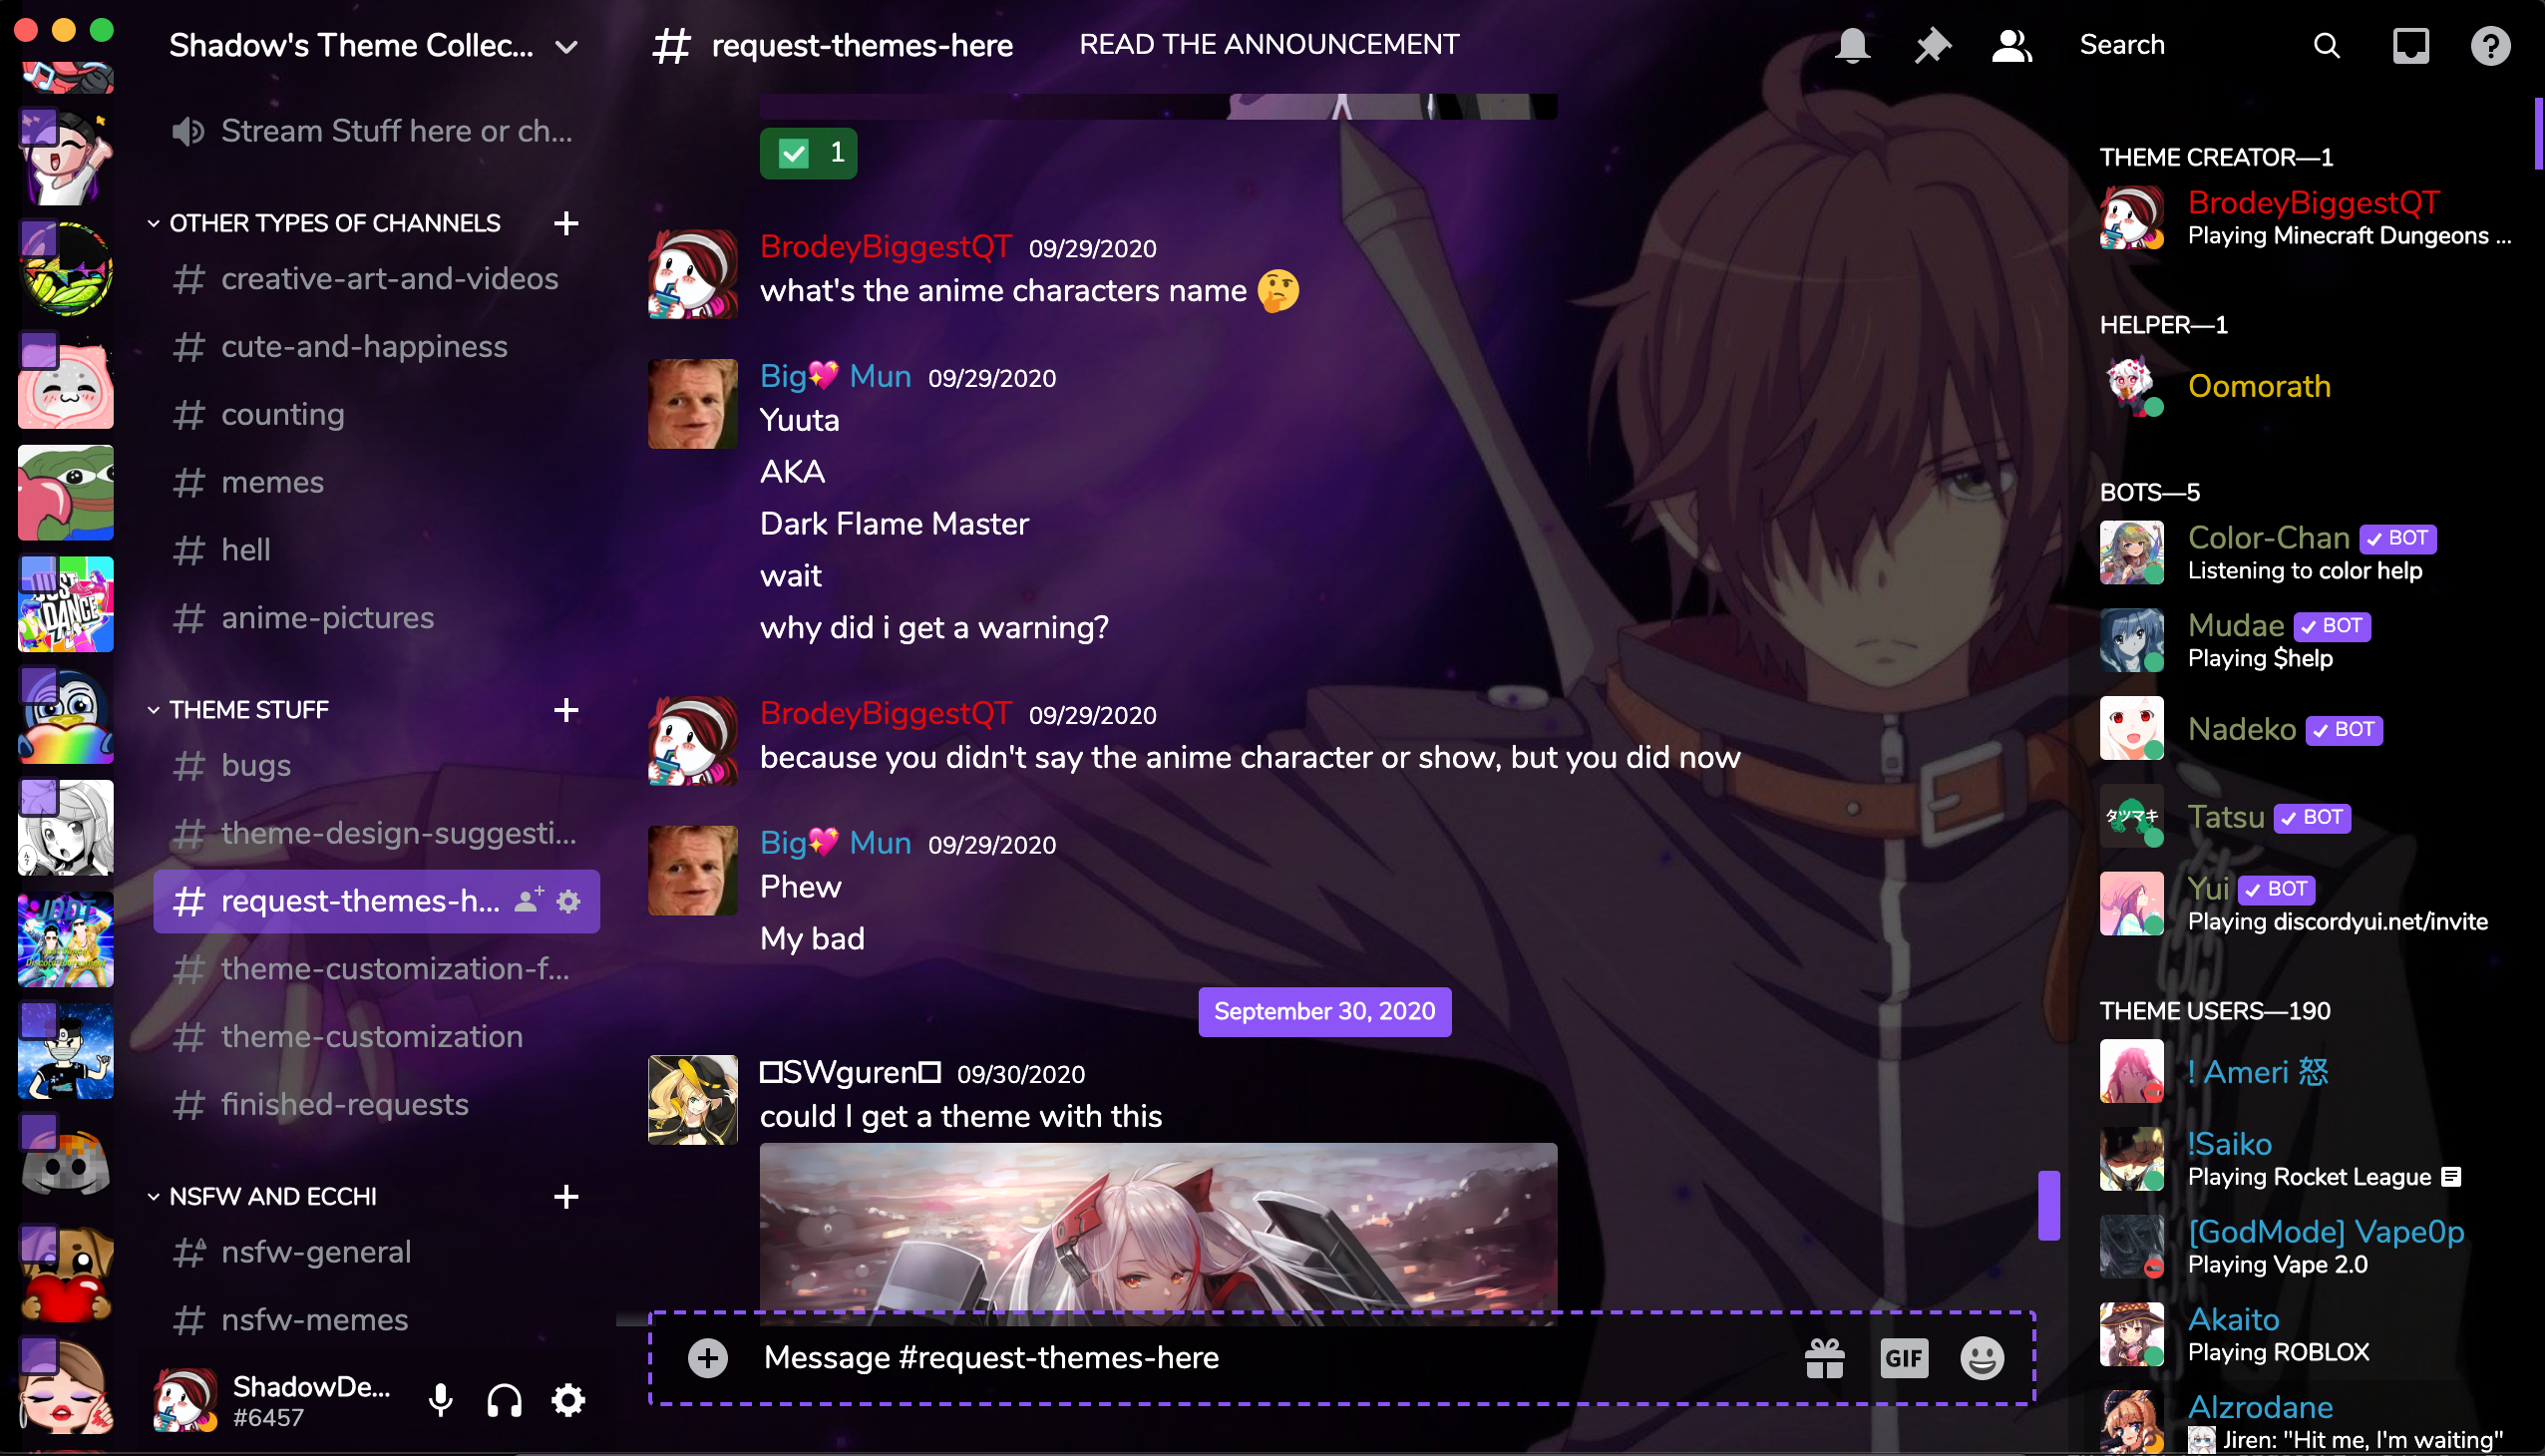 Shadow's Theme Collec...
request-themes-here
READ THE ANNOUNCEMENT
Search
Stream Stuff here or ch...
OTHER TYPES OF CHANNELS
creative-art-and-videos
cute-and-happiness
counting
memes
hell
anime-pictures
THEME STUFF
bugs
theme-design-suggesti...
request-themes-h...
theme-customization-f...
theme-customization
finished-requests
NSFW AND ECCHI
nsfw-general
nsfw-memes
ShadowDe...
#6457
JUST
DANCE
1
BrodeyBiggestQT 09/29/2020
what's the anime characters name 🤔
Big💖 Mun 09/29/2020
Yuuta
AKA
Dark Flame Master
wait
why did i get a warning?
BrodeyBiggestQT 09/29/2020
because you didn't say the anime character or show, but you did now
Big💖 Mun 09/29/2020
Phew
My bad
September 30, 2020
□SWguren□ 09/30/2020
could I get a theme with this
Message #request-themes-here
GIF
THEME CREATOR—1
BrodeyBiggestQT
Playing Minecraft Dungeons ...
HELPER—1
Oomorath
BOTS—5
Color-Chan ✓ BOT
Listening to color help
Mudae ✓ BOT
Playing $help
Nadeko ✓ BOT
タツマキ
Tatsu ✓ BOT
Yui ✓ BOT
Playing discordyui.net/invite
THEME USERS—190
! Ameri 怒
!Saiko
Playing Rocket League
[GodMode] Vape0p
Playing Vape 2.0
Akaito
Playing ROBLOX
Alzrodane
Jiren: "Hit me, I'm waiting"